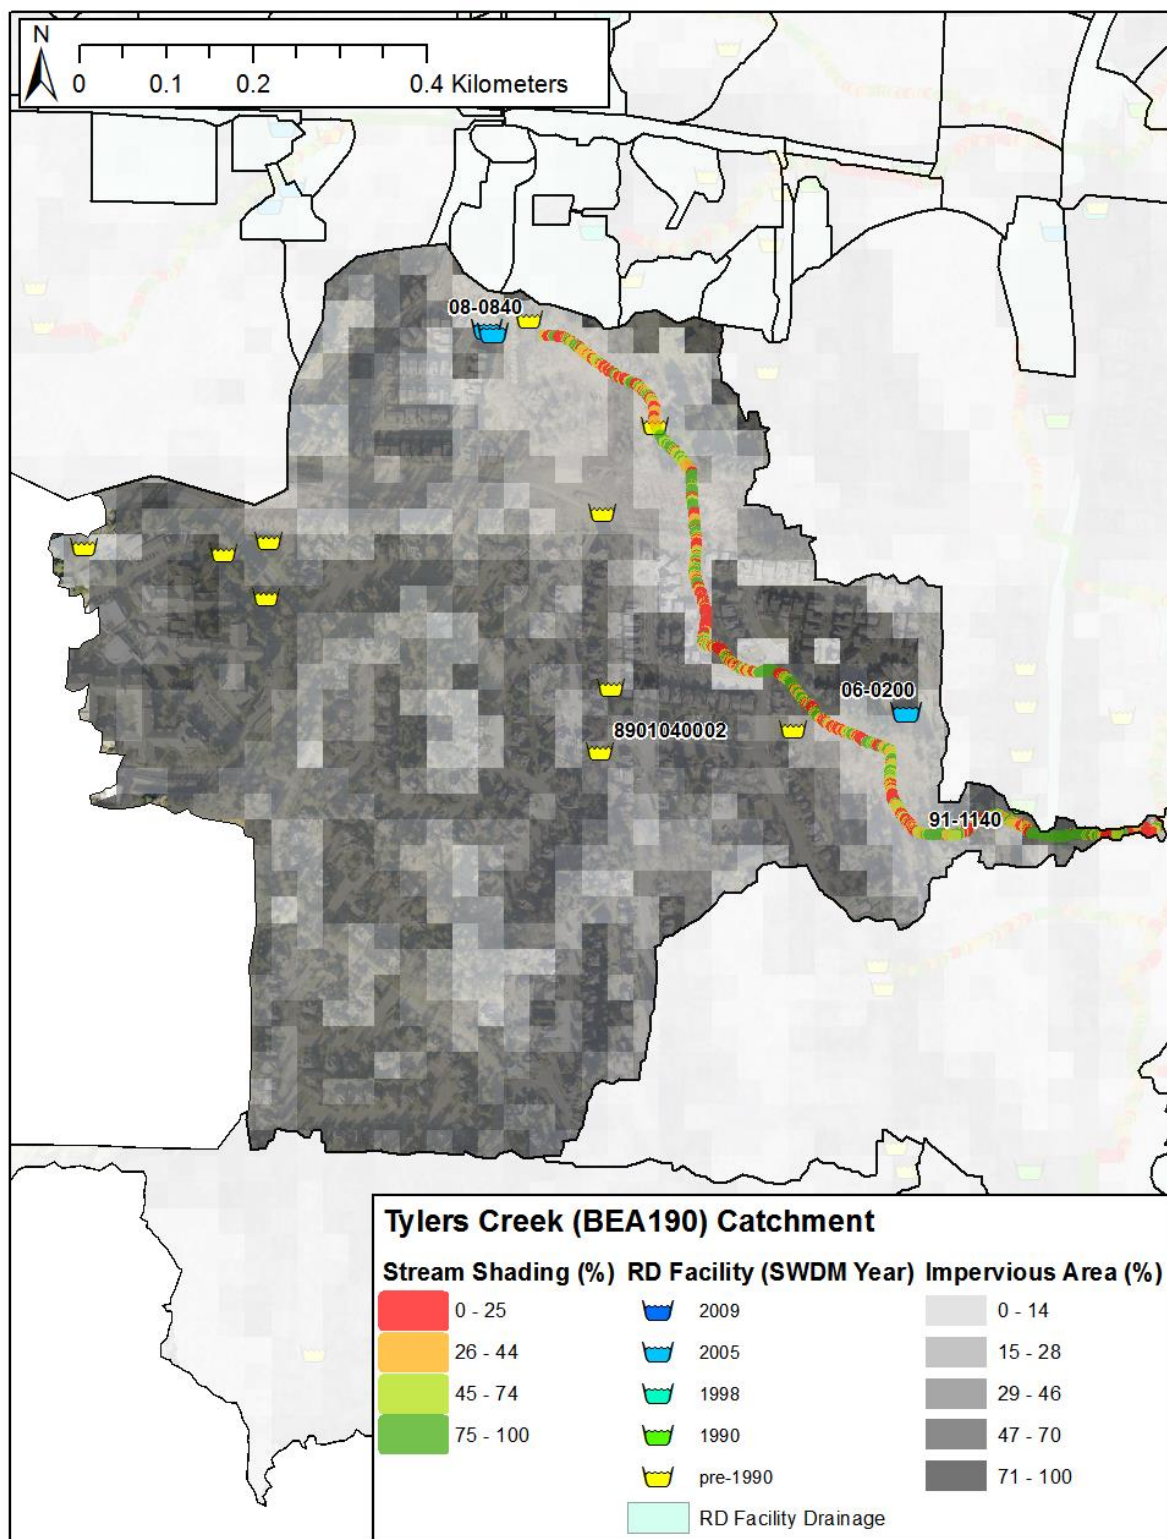 N
0 0.1 0.2 0.4 Kilometers
08-0840
06-0200
8901040002
91-1140
Tylers Creek (BEA190) Catchment
Stream Shading (%) RD Facility (SWDM Year) Impervious Area (%)
0 - 25 2009 0 - 14
26 - 44 2005 15 - 28
45 - 74 1998 29 - 46
75 - 100 1990 47 - 70
pre-1990 71 - 100
RD Facility Drainage